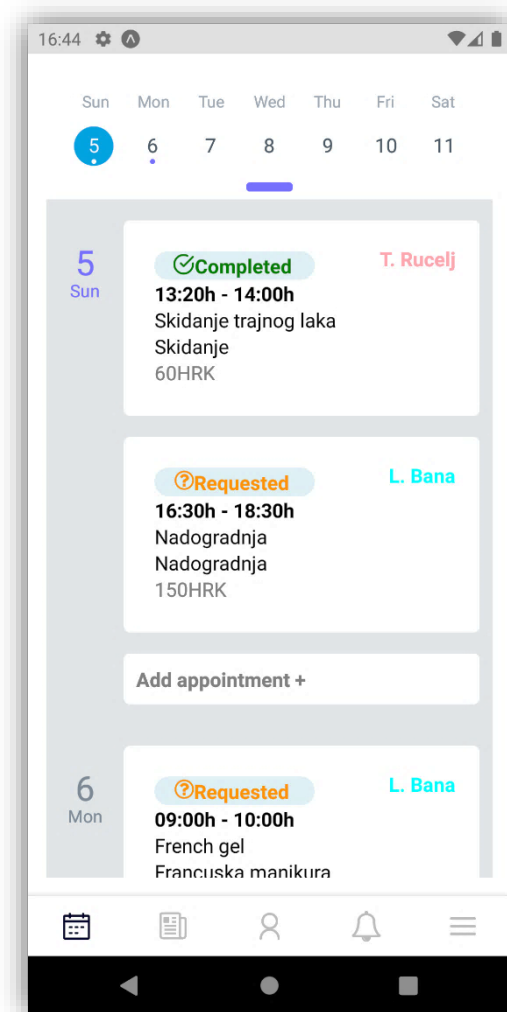 16:44
Sun Mon Tue Wed Thu Fri Sat
5 6 7 8 9 10 11
5
Sun
Completed
T. Rucelj
13:20h - 14:00h
Skidanje trajnog laka
Skidanje
60HRK
Requested
L. Bana
16:30h - 18:30h
Nadogradnja
Nadogradnja
150HRK
Add appointment +
6
Mon
Requested
L. Bana
09:00h - 10:00h
French gel
Francuska manikura